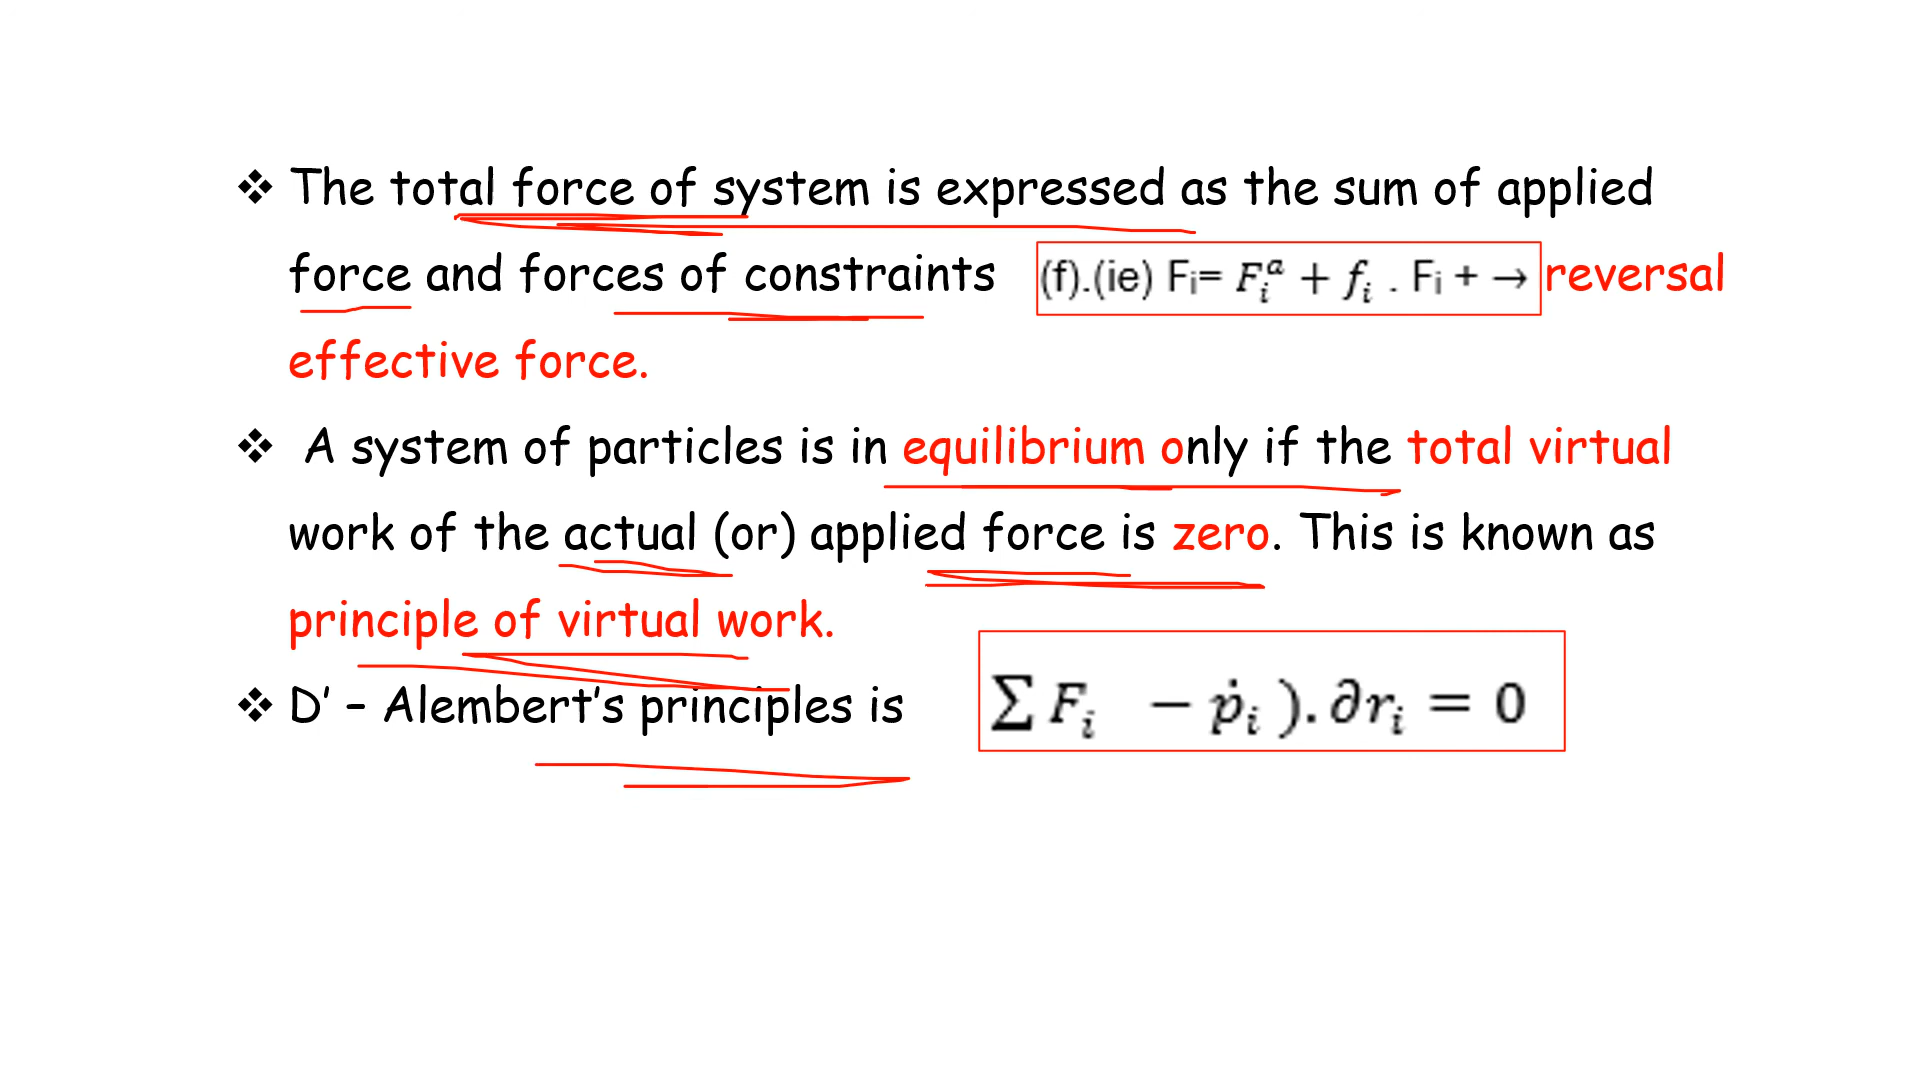 ❖ The total force of system is expressed as the sum of applied
force and forces of constraints (f).(ie) Fᵢ= Fᵢᵃ + fᵢ . Fᵢ + → reversal
effective force.
❖ A system of particles is in equilibrium only if the total virtual
work of the actual (or) applied force is zero. This is known as
principle of virtual work.
❖ D’ – Alembert’s principles is ∑ Fᵢ − ṗᵢ ). ∂rᵢ = 0